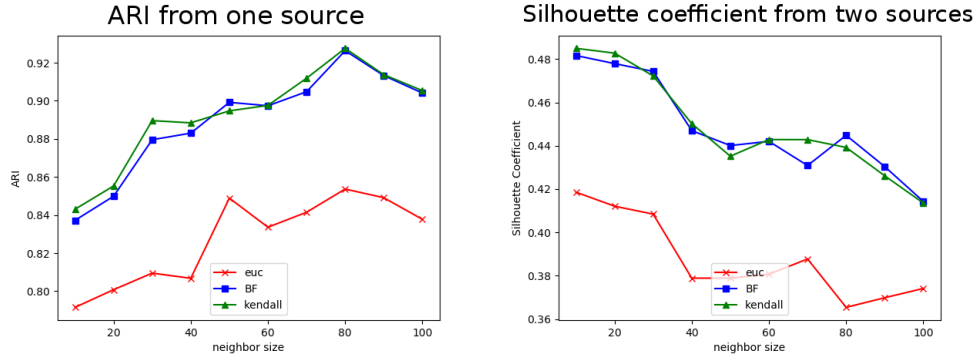 ARI from one source
0.92
0.90
0.88
0.86
0.84
0.82
0.80
ARI
20
40
60
80
100
neighbor size
euc
BF
kendall
Silhouette coefficient from two sources
0.48
0.46
0.44
0.42
0.40
0.38
0.36
Silhouette Coefficient
20
40
60
80
100
neighbor size
euc
BF
kendall